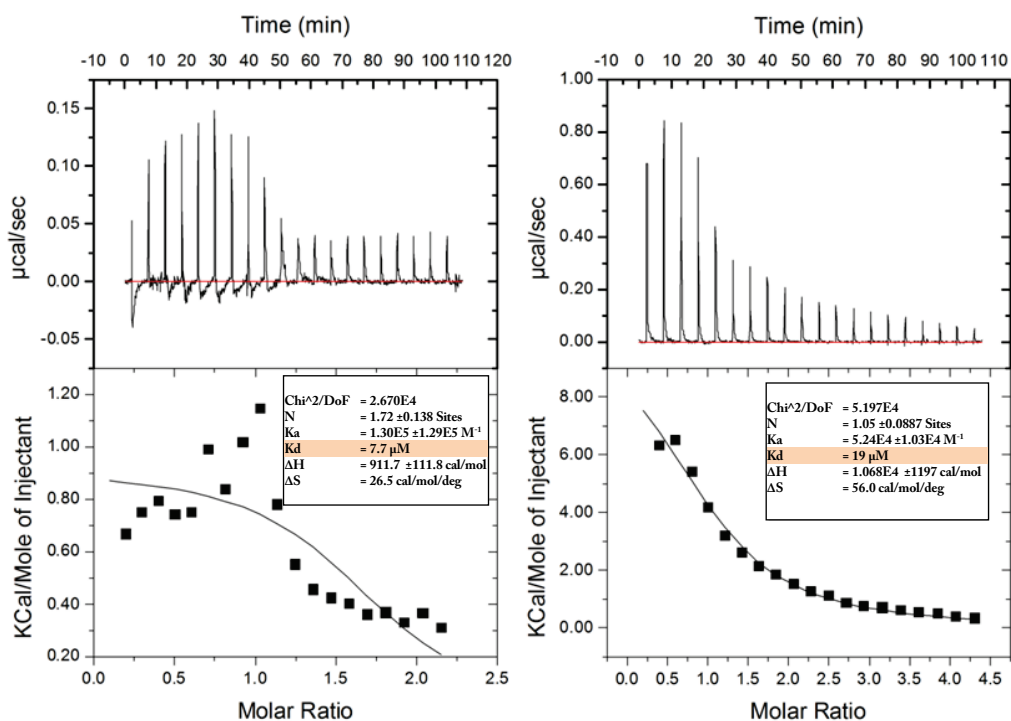 Time (min)
-10 0 10 20 30 40 50 60 70 80 90 100 110
0.15
0.10
0.05
0.00
-0.05
µcal/sec
1.20
1.00
0.80
0.60
0.40
0.20
KCal/Mole of Injectant
Chi^2/DoF = 2.670E4
N = 1.72 ±0.138 Sites
Ka = 1.30E5 ±1.29E5 M⁻¹
Kd = 7.7 µM
ΔH = 911.7 ±111.8 cal/mol
ΔS = 26.5 cal/mol/deg
0.0 0.5 1.0 1.5 2.0 2.5
Molar Ratio
Time (min)
-10 0 10 20 30 40 50 60 70 80 90 100 110
1.00
0.80
0.60
0.40
0.20
0.00
µcal/sec
8.00
6.00
4.00
2.00
0.00
KCal/Mole of Injectant
Chi^2/DoF = 5.197E4
N = 1.05 ±0.0887 Sites
Ka = 5.24E4 ±1.03E4 M⁻¹
Kd = 19 µM
ΔH = 1.068E4 ±1197 cal/mol
ΔS = 56.0 cal/mol/deg
0.0 0.5 1.0 1.5 2.0 2.5 3.0 3.5 4.0 4.5
Molar Ratio